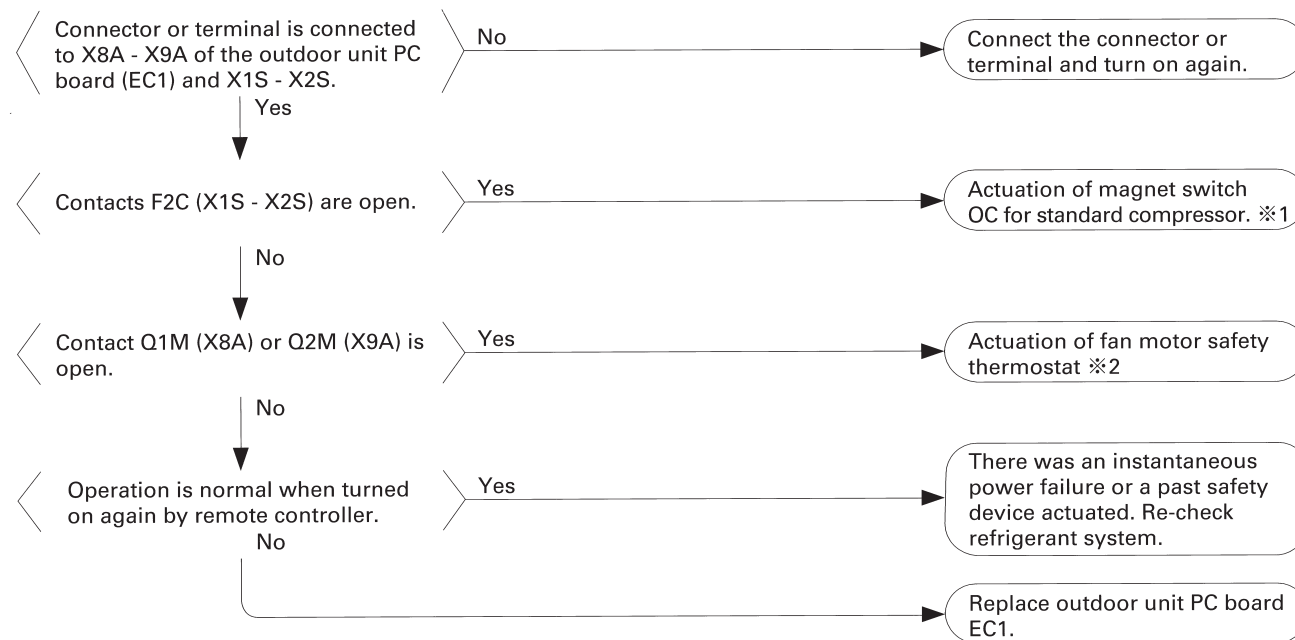 Connector or terminal is connected
to X8A - X9A of the outdoor unit PC
board (EC1) and X1S - X2S.
No
Connect the connector or
terminal and turn on again.
Yes
Contacts F2C (X1S - X2S) are open.
Yes
Actuation of magnet switch
OC for standard compressor. ※1
No
Contact Q1M (X8A) or Q2M (X9A) is
open.
Yes
Actuation of fan motor safety
thermostat ※2
No
Operation is normal when turned
on again by remote controller.
Yes
There was an instantaneous
power failure or a past safety
device actuated. Re-check
refrigerant system.
No
Replace outdoor unit PC board
EC1.